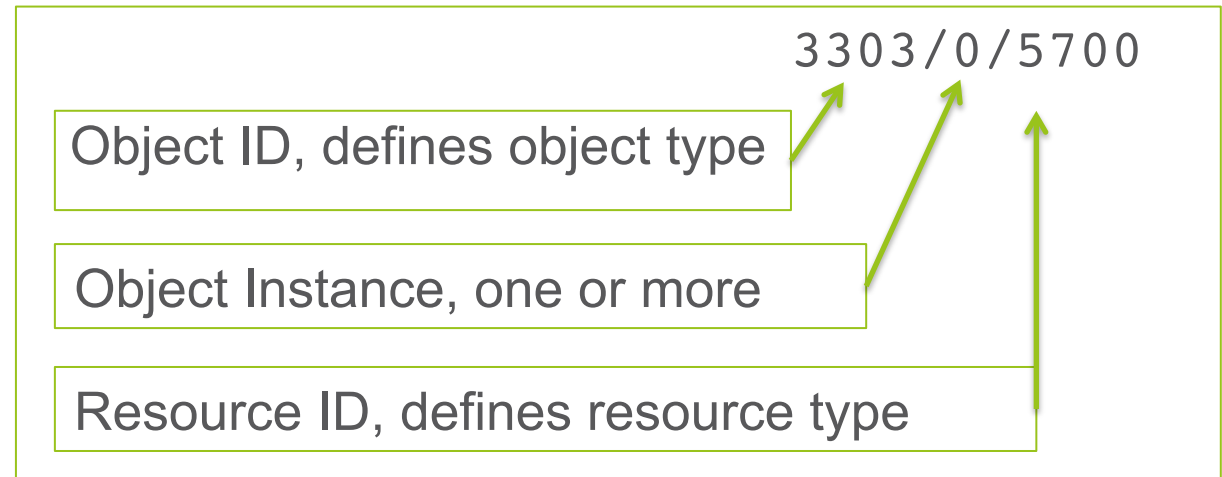 3303/0/5700
Object ID, defines object type
Object Instance, one or more
Resource ID, defines resource type